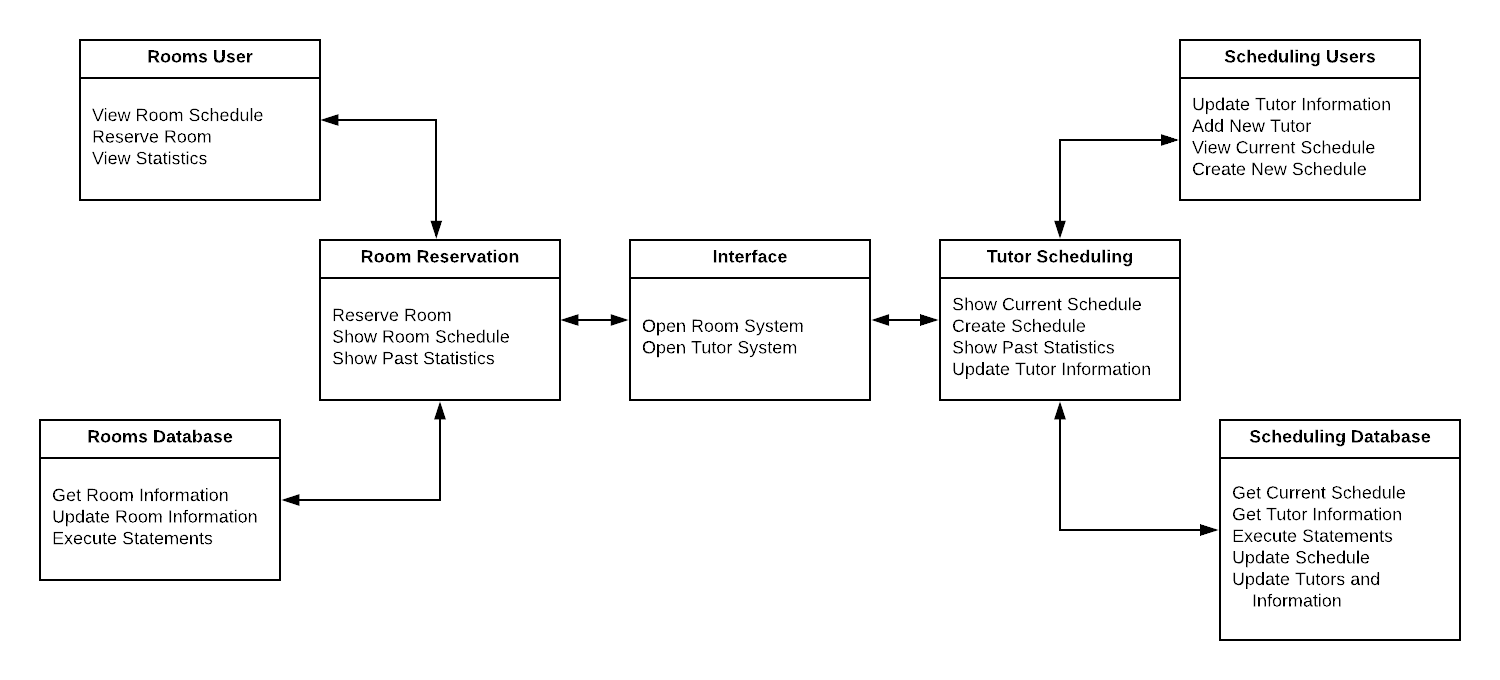 Rooms User
View Room Schedule
Reserve Room
View Statistics
Scheduling Users
Update Tutor Information
Add New Tutor
View Current Schedule
Create New Schedule
Room Reservation
Reserve Room
Show Room Schedule
Show Past Statistics
Interface
Open Room System
Open Tutor System
Tutor Scheduling
Show Current Schedule
Create Schedule
Show Past Statistics
Update Tutor Information
Rooms Database
Get Room Information
Update Room Information
Execute Statements
Scheduling Database
Get Current Schedule
Get Tutor Information
Execute Statements
Update Schedule
Update Tutors and
Information